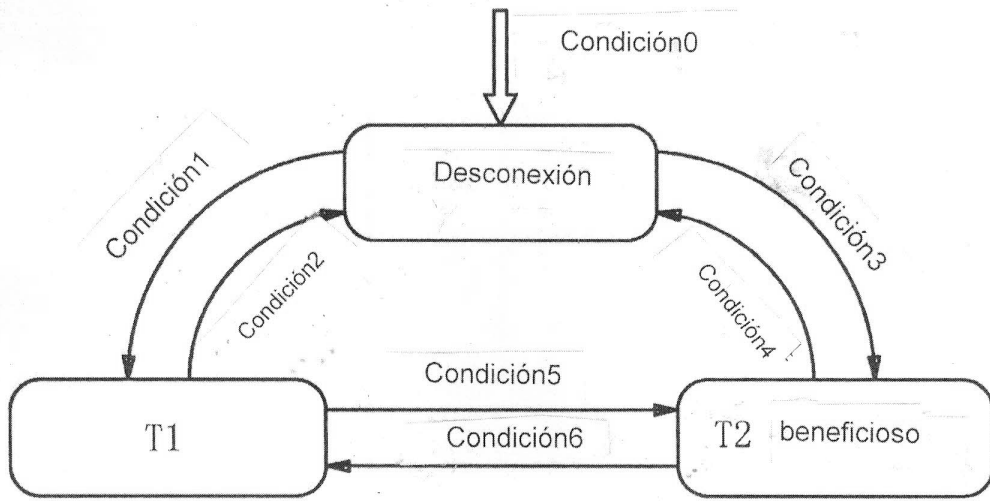 Condición0
Desconexión
Condición1
Condición2
Condición3
Condición4
Condición5
Condición6
T1
T2 beneficioso